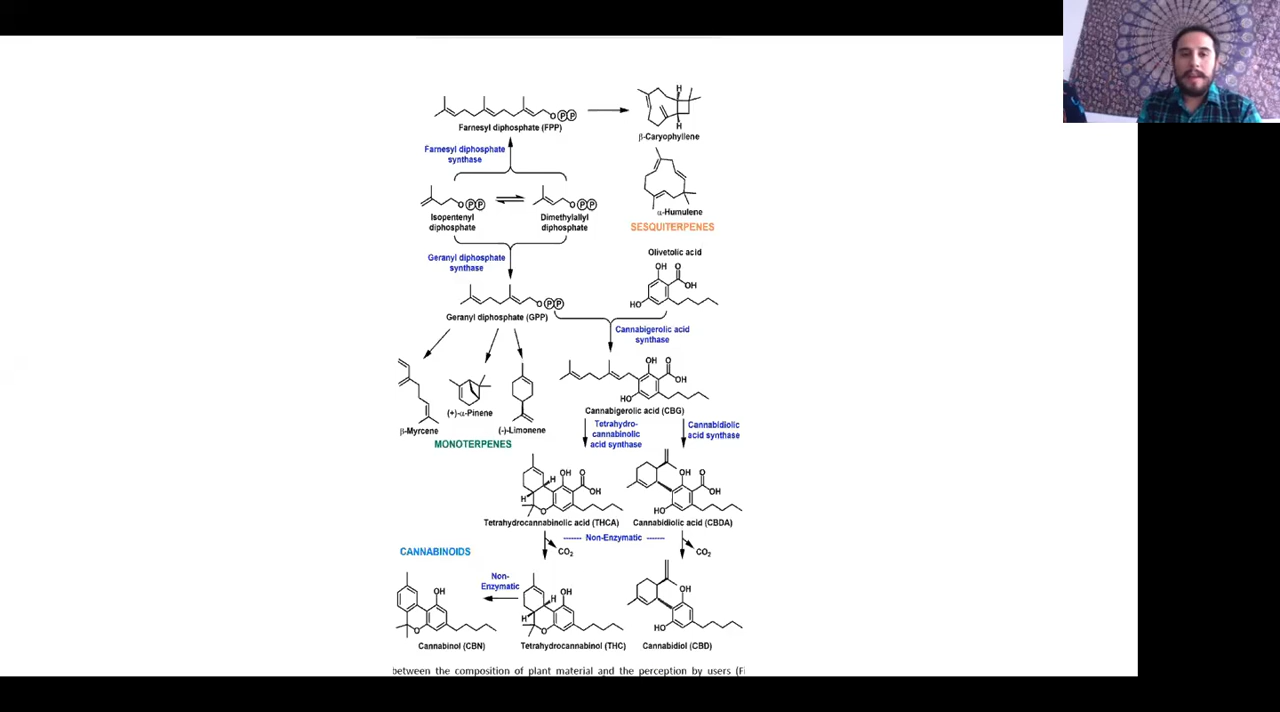 Farnesyl diphosphate (FPP)
β-Caryophyllene
Farnesyl diphosphate
synthase
Isopentenyl
diphosphate
Dimethylallyl
diphosphate
α-Humulene
SESQUITERPENES
Geranyl diphosphate
synthase
Olivetolic acid
Geranyl diphosphate (GPP)
Cannabigerolic acid
synthase
Cannabigerolic acid (CBG)
β-Myrcene
(+)-α-Pinene
(-)-Limonene
MONOTERPENES
Tetrahydro-
cannabinolic
acid synthase
Cannabidiolic
acid synthase
Tetrahydrocannabinolic acid (THCA)
Cannabidiolic acid (CBDA)
------ Non-Enzymatic ------
CO₂
CO₂
CANNABINOIDS
Non-
Enzymatic
Cannabinol (CBN)
Tetrahydrocannabinol (THC)
Cannabidiol (CBD)
between the composition of plant material and the perception by users (Fi